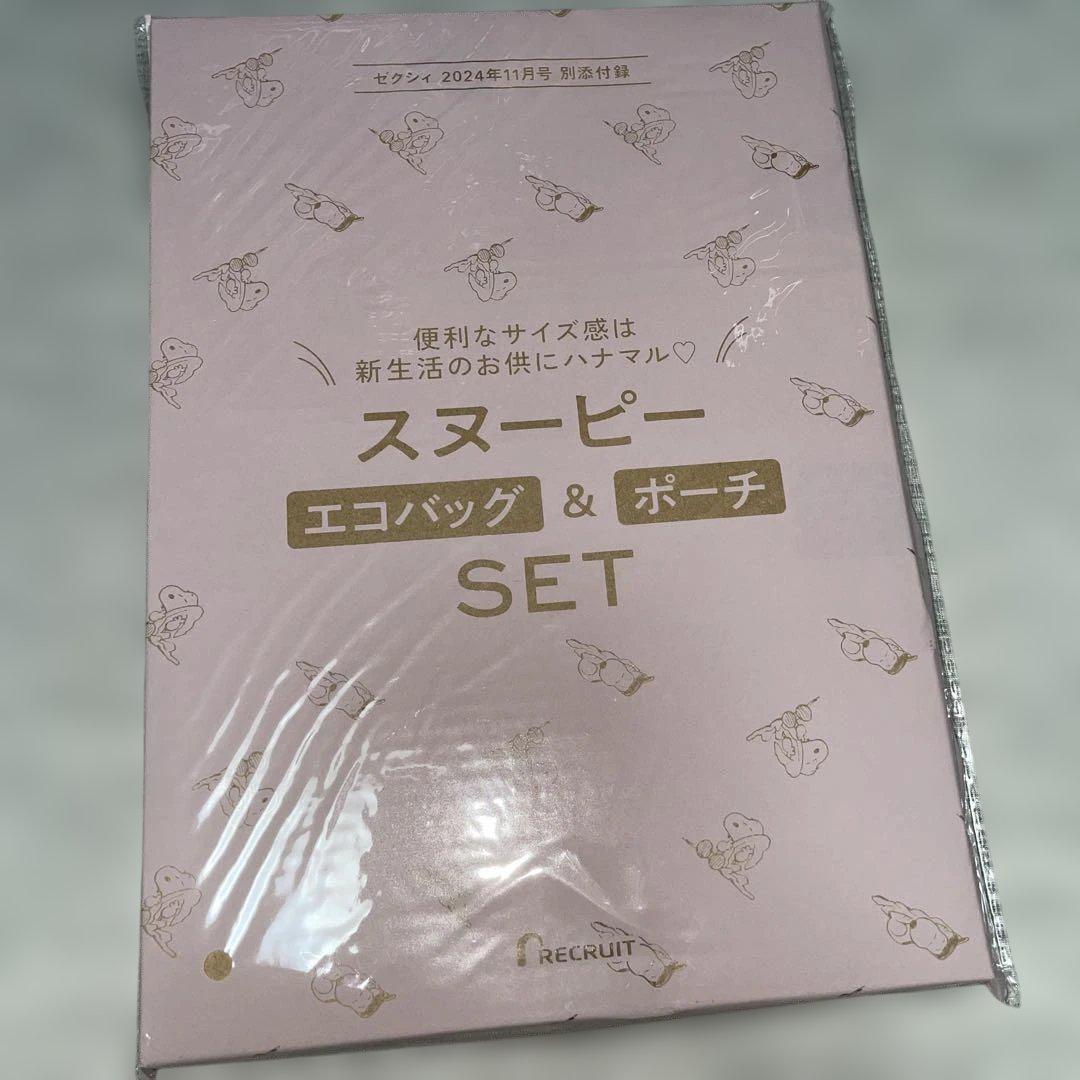 ゼクシィ 2024年11月号 別添付録
便利なサイズ感は
新生活のお供にハナマル♡
スヌーピー
エコバッグ & ポーチ
SET
RECRUIT